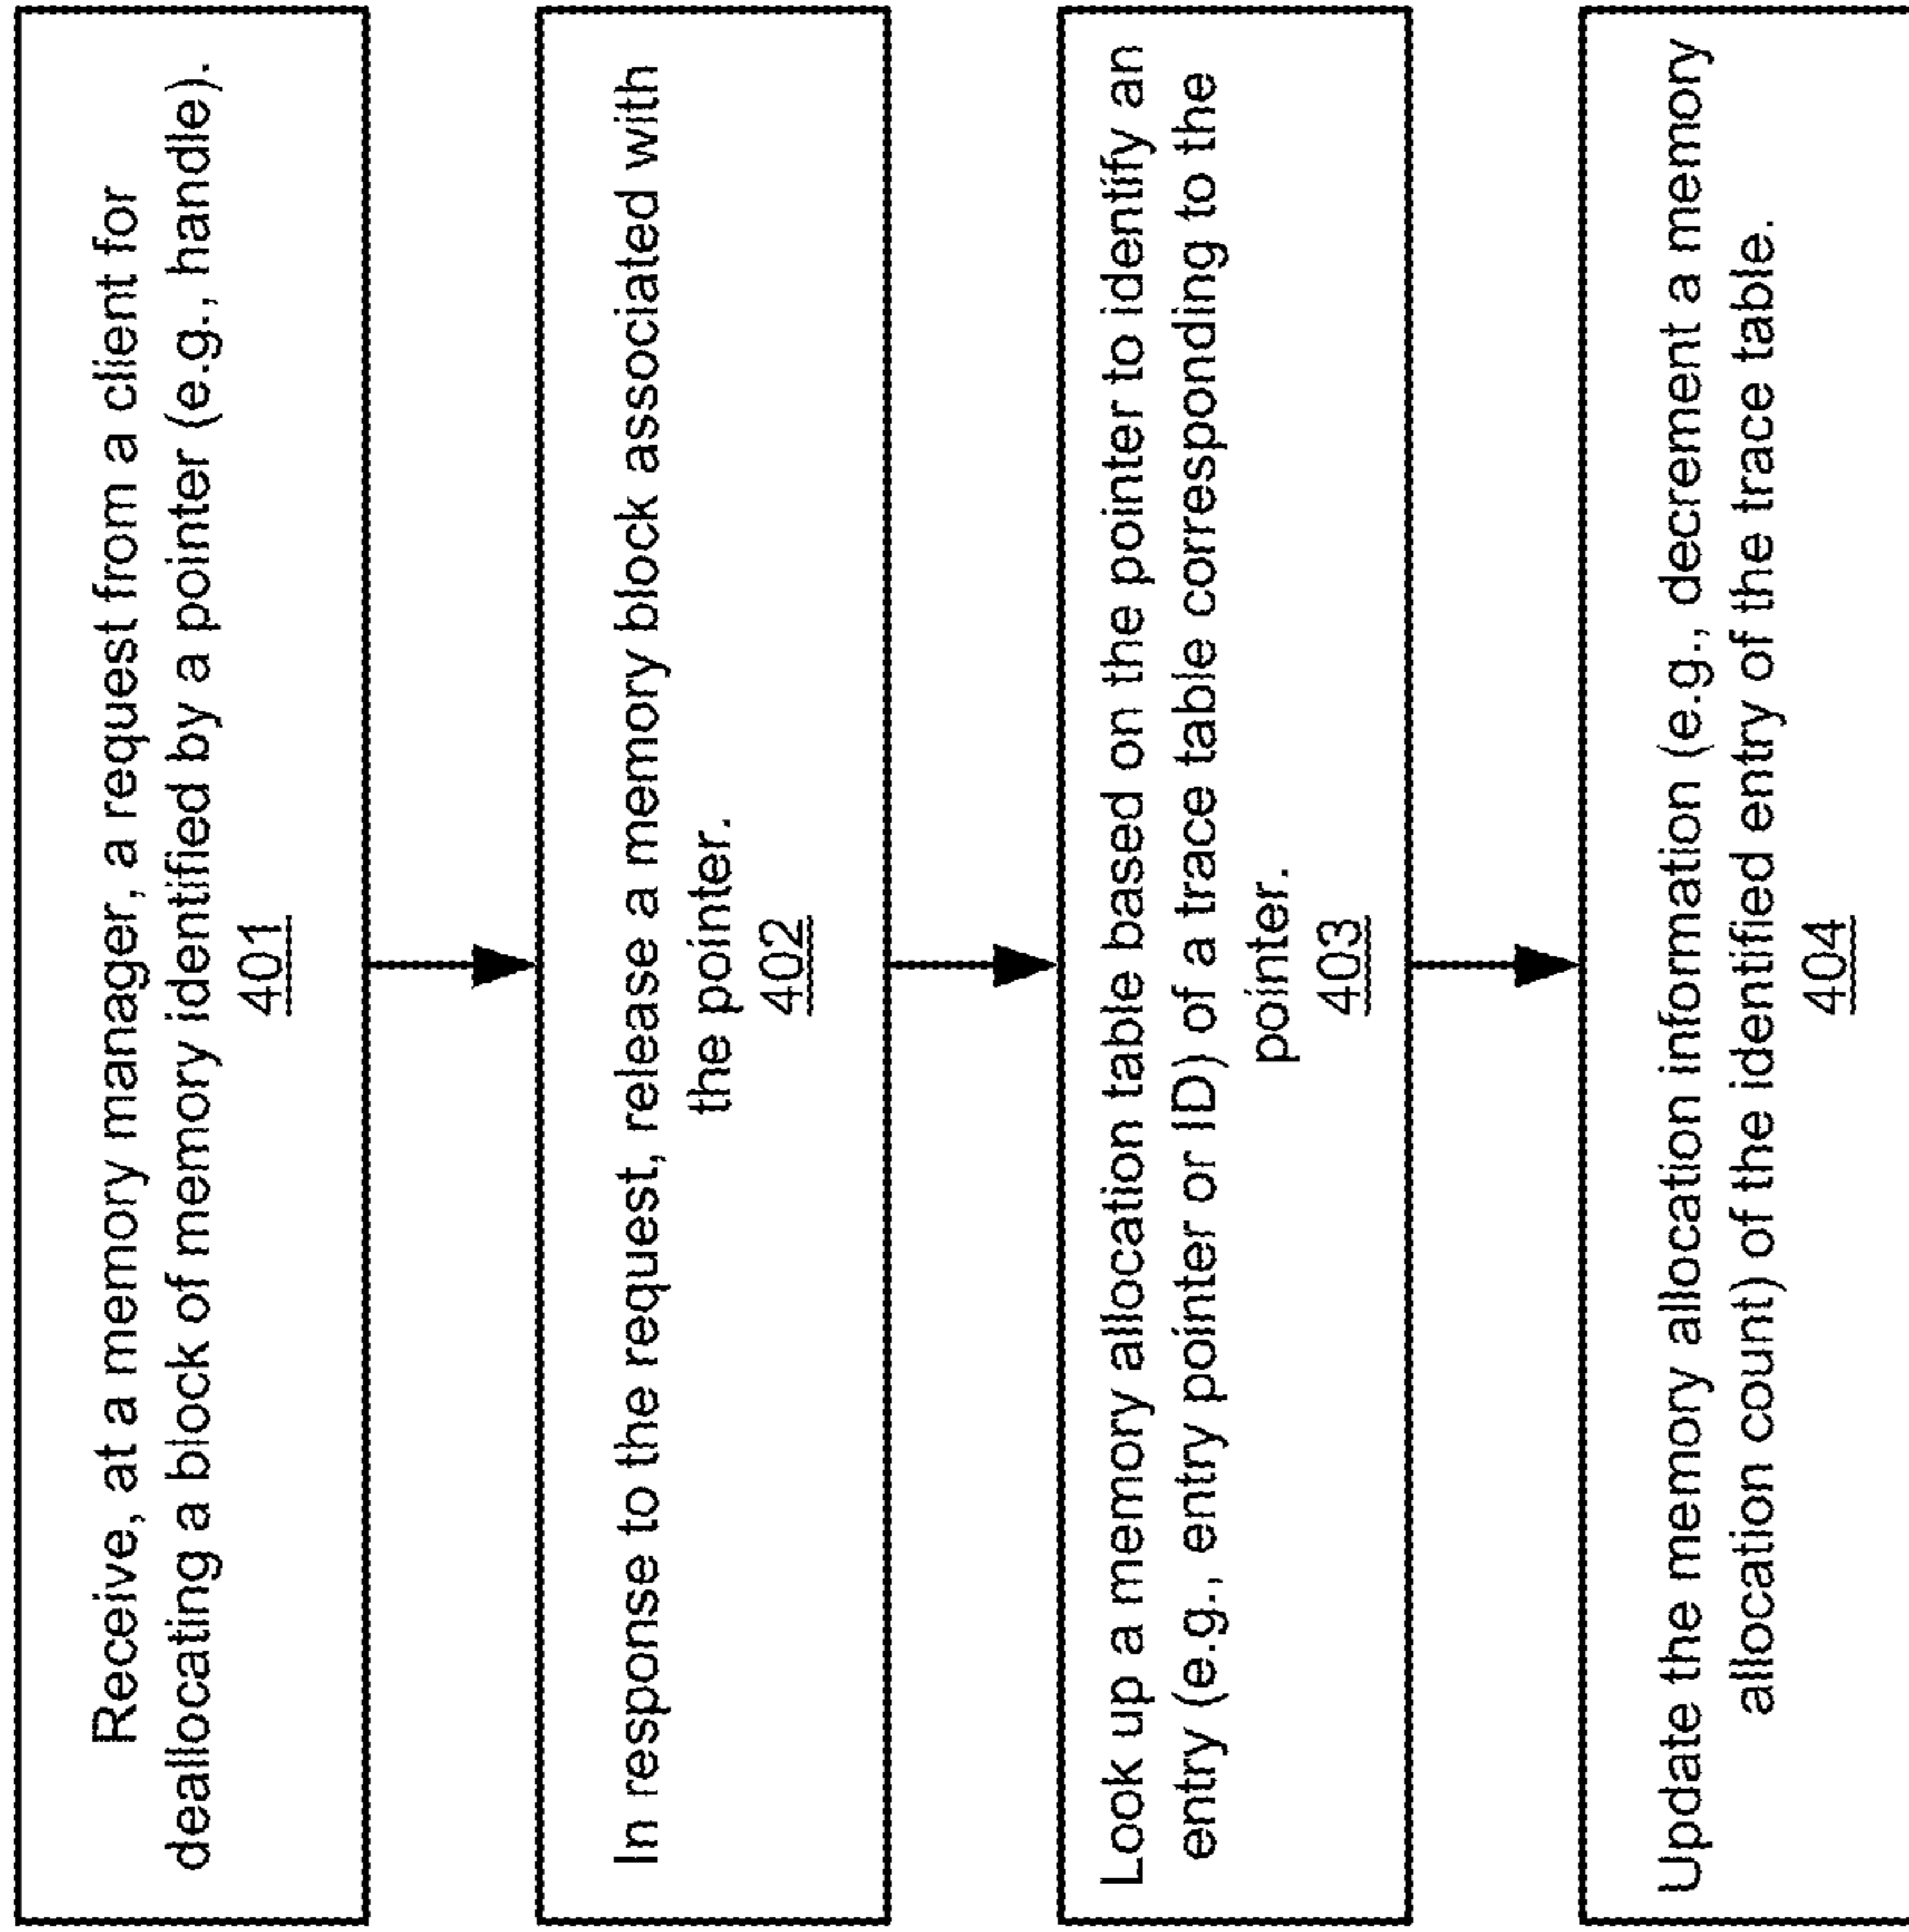 Receive, at a memory manager, a request from a client for
deallocating a block of memory identified by a pointer (e.g., handle).
401
In response to the request, release a memory block associated with
the pointer.
402
Look up a memory allocation table based on the pointer to identify an
entry (e.g., entry pointer or ID) of a trace table corresponding to the
pointer.
403
Update the memory allocation information (e.g., decrement a memory
allocation count) of the identified entry of the trace table.
404